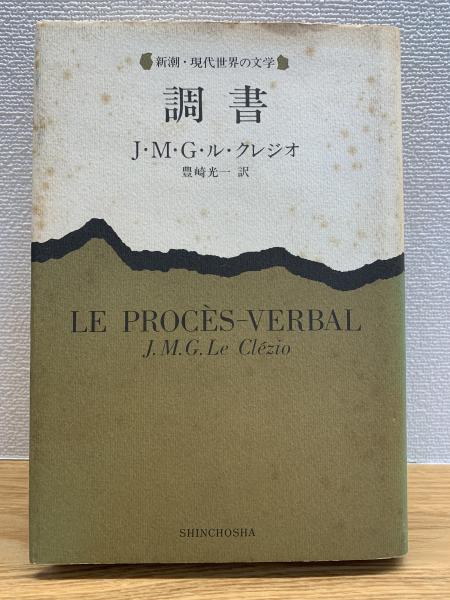 新潮・現代世界の文学
調書
J・M・G・ル・クレジオ
豊崎光一 訳
LE PROCÈS-VERBAL
J. M. G. Le Clézio
SHINCHOSHA